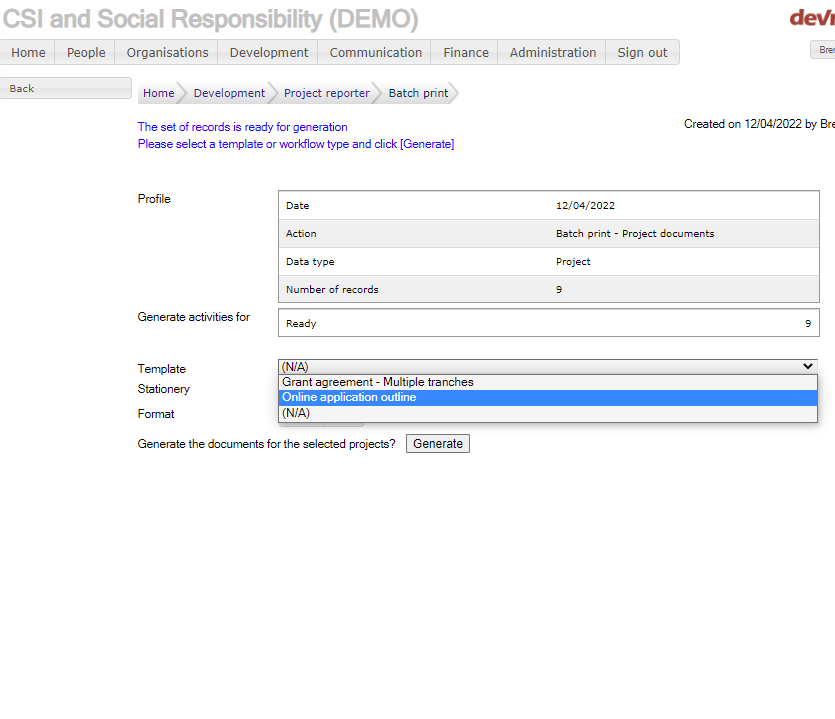 CSI and Social Responsibility (DEMO)
Home People Organisations Development Communication Finance Administration Sign out
Back
Home Development Project reporter Batch print
The set of records is ready for generation
Please select a template or workflow type and click [Generate]
Created on 12/04/2022 by
Profile
Date 12/04/2022
Action Batch print - Project documents
Data type Project
Number of records 9
Generate activities for
Ready 9
Template (N/A)
Grant agreement - Multiple tranches
Stationery
Online application outline
(N/A)
Format
Generate the documents for the selected projects? Generate